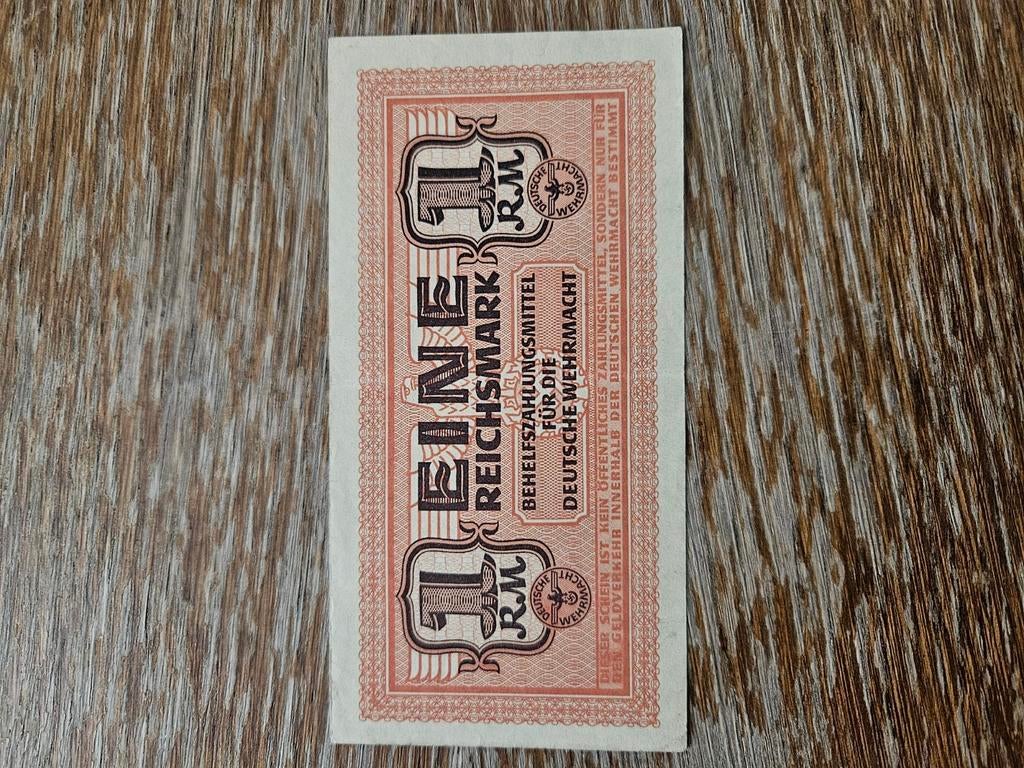 1
RM
EINE
REICHSMARK
1
RM
BEHELFSZAHLUNGSMITTEL
FÜR DIE
DEUTSCHE WEHRMACHT
DEUTSCHE
WEHRMACHT
DEUTSCHE
WEHRMACHT
DIESER SCHEIN IST KEIN ÖFFENTLICHES ZAHLUNGSMITTEL, SONDERN NUR FÜR
DEN GELDVERKEHR INNERHALB DER DEUTSCHEN WEHRMACHT BESTIMMT